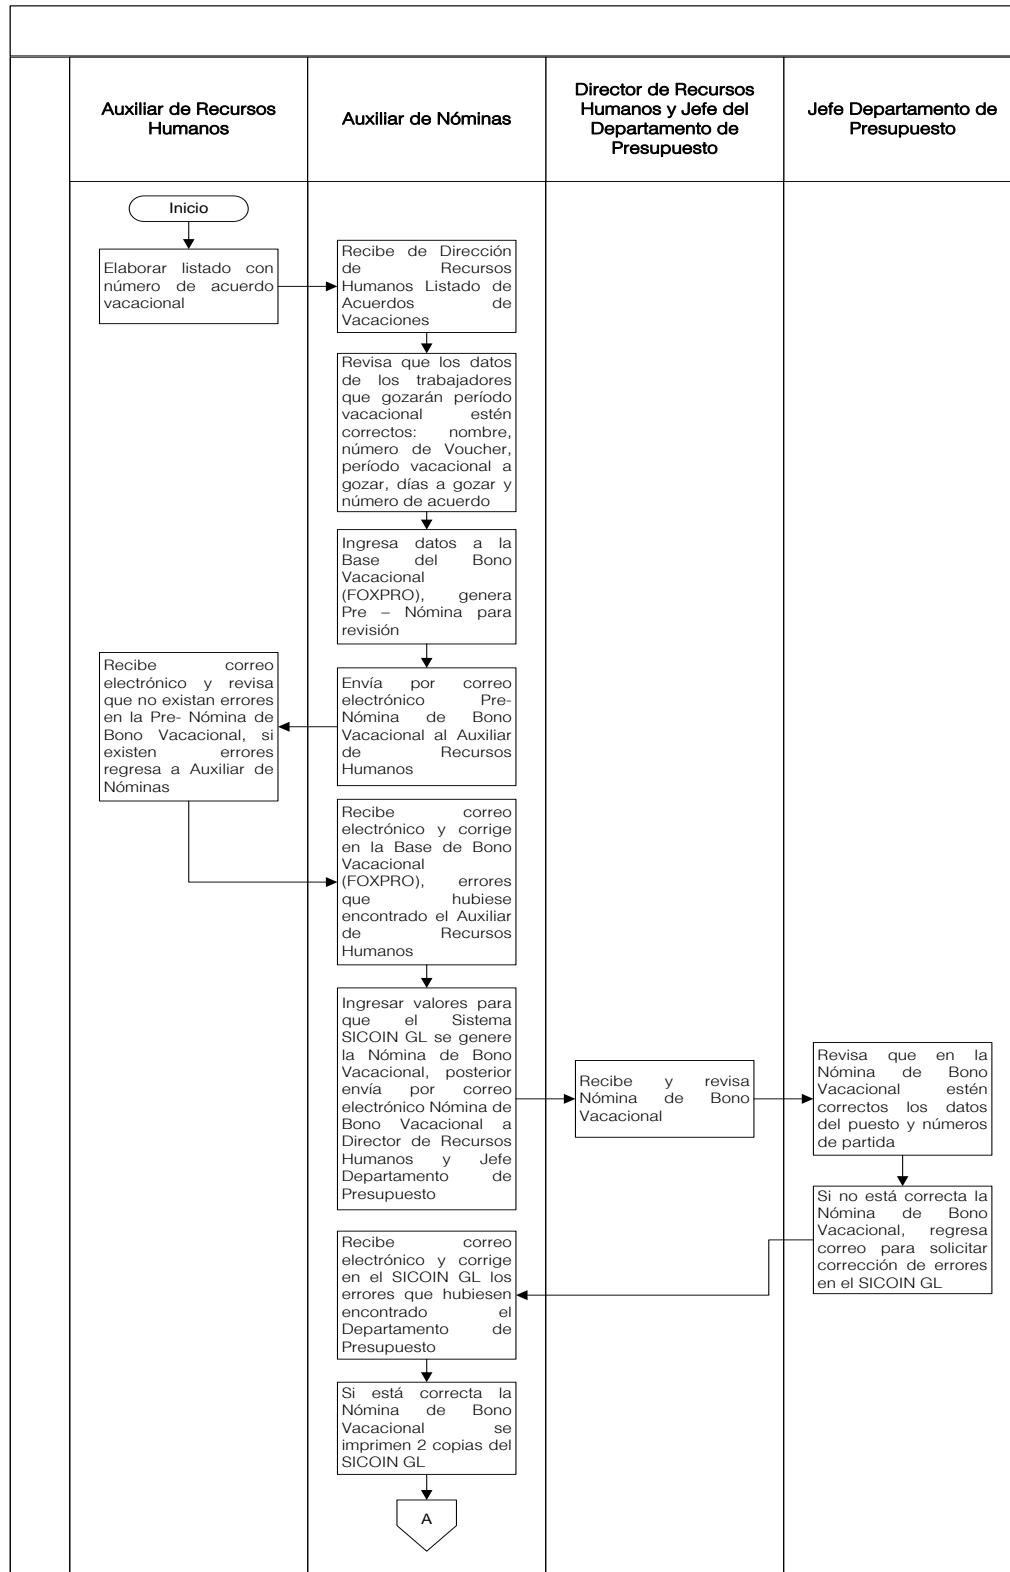 Auxiliar de Recursos
Humanos
Auxiliar de Nóminas
Director de Recursos
Humanos y Jefe del
Departamento de
Presupuesto
Jefe Departamento de
Presupuesto
Inicio
Elaborar listado con
número de acuerdo
vacacional
Recibe de Dirección
de Recursos
Humanos Listado de
Acuerdos de
Vacaciones
Revisa que los datos
de los trabajadores
que gozarán período
vacacional estén
correctos: nombre,
número de Voucher,
período vacacional a
gozar, días a gozar y
número de acuerdo
Ingresa datos a la
Base del Bono
Vacacional
(FOXPRO), genera
Pre – Nómina para
revisión
Envía por correo
electrónico Pre-
Nómina de Bono
Vacacional al Auxiliar
de Recursos
Humanos
Recibe correo
electrónico y revisa
que no existan errores
en la Pre- Nómina de
Bono Vacacional, si
existen errores
regresa a Auxiliar de
Nóminas
Recibe correo
electrónico y corrige
en la Base de Bono
Vacacional
(FOXPRO), errores
que hubiese
encontrado el Auxiliar
de Recursos
Humanos
Ingresar valores para
que el Sistema
SICOIN GL se genere
la Nómina de Bono
Vacacional, posterior
envía por correo
electrónico Nómina de
Bono Vacacional a
Director de Recursos
Humanos y Jefe
Departamento de
Presupuesto
Recibe y revisa
Nómina de Bono
Vacacional
Revisa que en la
Nómina de Bono
Vacacional estén
correctos los datos
del puesto y números
de partida
Si no está correcta la
Nómina de Bono
Vacacional, regresa
correo para solicitar
corrección de errores
en el SICOIN GL
Recibe correo
electrónico y corrige
en el SICOIN GL los
errores que hubiesen
encontrado el
Departamento de
Presupuesto
Si está correcta la
Nómina de Bono
Vacacional se
imprimen 2 copias del
SICOIN GL
A